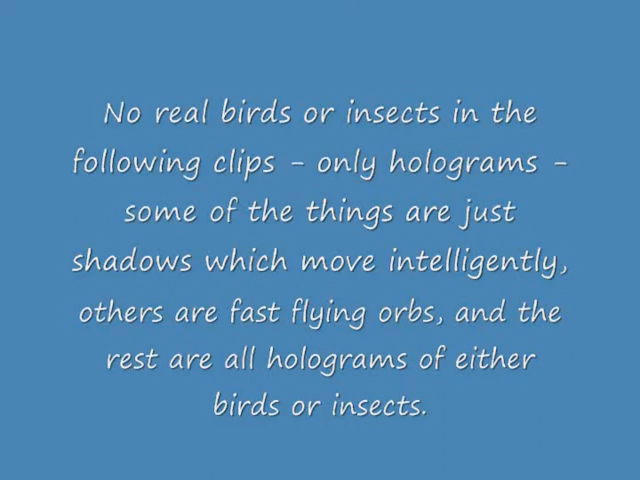 No real birds or insects in the
following clips - only holograms -
some of the things are just
shadows which move intelligently,
others are fast flying orbs, and the
rest are all holograms of either
birds or insects.